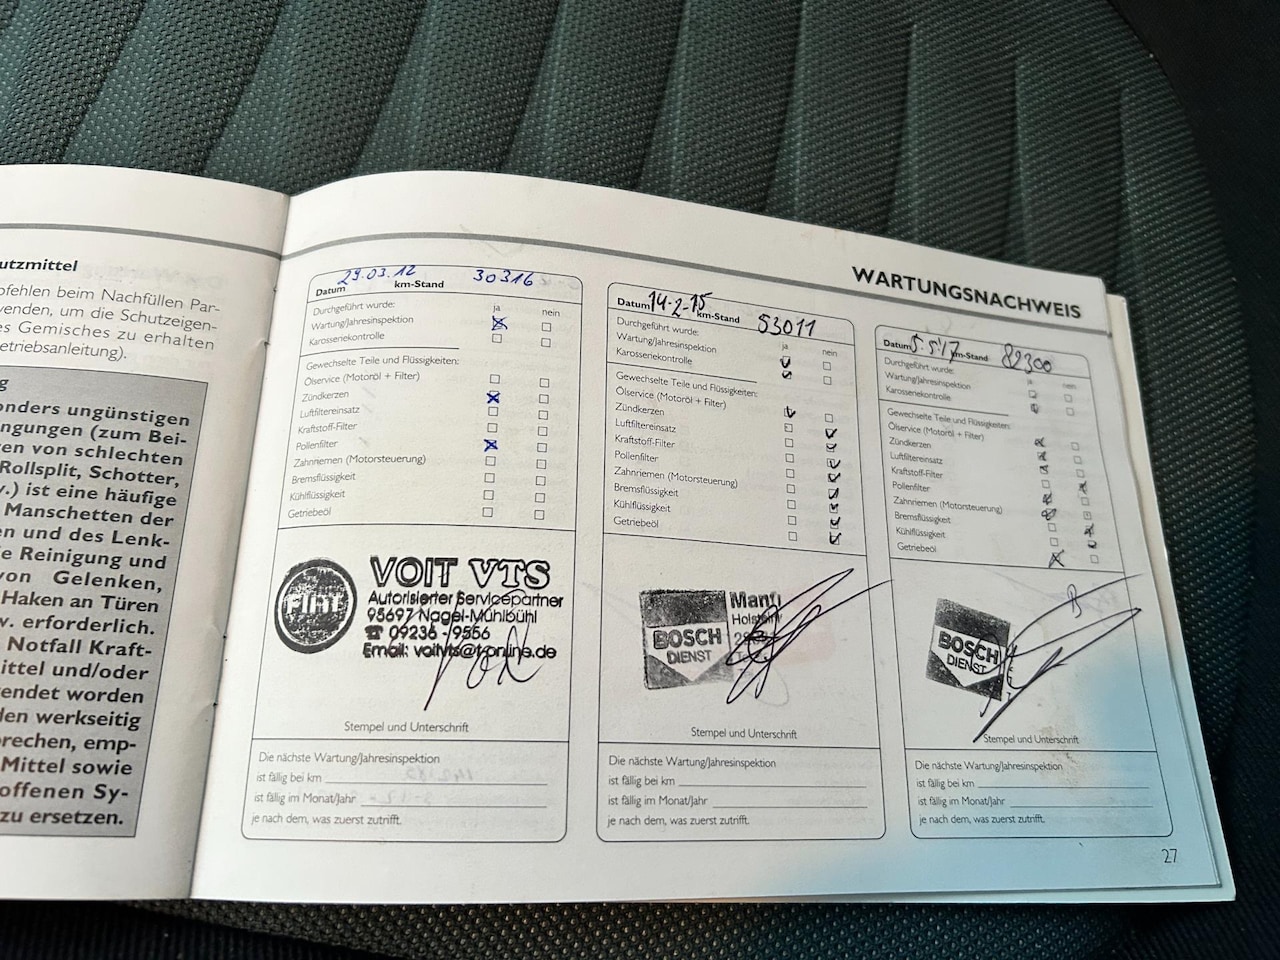 utzmittel
pfehlen beim Nachfüllen Par-
venden, um die Schutzeigen-
es Gemisches zu erhalten
etriebsanleitung).
g
onders ungünstigen
ngungen (zum Bei-
ren von schlechten
Rollsplit, Schotter,
v.) ist eine häufige
Manschetten der
en und des Lenk-
ie Reinigung und
von Gelenken,
Haken an Türen
w. erforderlich.
Notfall Kraft-
ittel und/oder
endet worden
den werkseitig
prechen, emp-
Mittel sowie
offenen Sy-
zu ersetzen.
WARTUNGSNACHWEIS
29.03.12 30316
Datum km-Stand
Durchgeführt wurde: ja nein
Wartung/Jahresinspektion
Karosseriekontrolle
Gewechselte Teile und Flüssigkeiten:
Ölservice (Motoröl + Filter)
Zündkerzen
Luftfiltereinsatz
Kraftstoff-Filter
Pollenfilter
Zahnriemen (Motorsteuerung)
Bremsflüssigkeit
Kühlflüssigkeit
Getriebeöl
FIAT
VOIT VTS
Autorisierter Servicepartner
95697 Nagel-Mühlbühl
☎ 09236 - 9556
Email: voitvts@t-online.de
Stempel und Unterschrift
Die nächste Wartung/Jahresinspektion
ist fällig bei km
ist fällig im Monat/Jahr
je nach dem, was zuerst zutrifft.
Datum 14-2-15 km-Stand 53011
Durchgeführt wurde: ja nein
Wartung/Jahresinspektion
Karosseriekontrolle
Gewechselte Teile und Flüssigkeiten:
Ölservice (Motoröl + Filter)
Zündkerzen
Luftfiltereinsatz
Kraftstoff-Filter
Pollenfilter
Zahnriemen (Motorsteuerung)
Bremsflüssigkeit
Kühlflüssigkeit
Getriebeöl
BOSCH
DIENST
Stempel und Unterschrift
Die nächste Wartung/Jahresinspektion
ist fällig bei km
ist fällig im Monat/Jahr
je nach dem, was zuerst zutrifft.
Datum 5.5.17 km-Stand 82300
Durchgeführt wurde: ja nein
Wartung/Jahresinspektion
Karosseriekontrolle
Gewechselte Teile und Flüssigkeiten:
Ölservice (Motoröl + Filter)
Zündkerzen
Luftfiltereinsatz
Kraftstoff-Filter
Pollenfilter
Zahnriemen (Motorsteuerung)
Bremsflüssigkeit
Kühlflüssigkeit
Getriebeöl
BOSCH
DIENST
Stempel und Unterschrift
Die nächste Wartung/Jahresinspektion
ist fällig bei km
ist fällig im Monat/Jahr
je nach dem, was zuerst zutrifft.
27